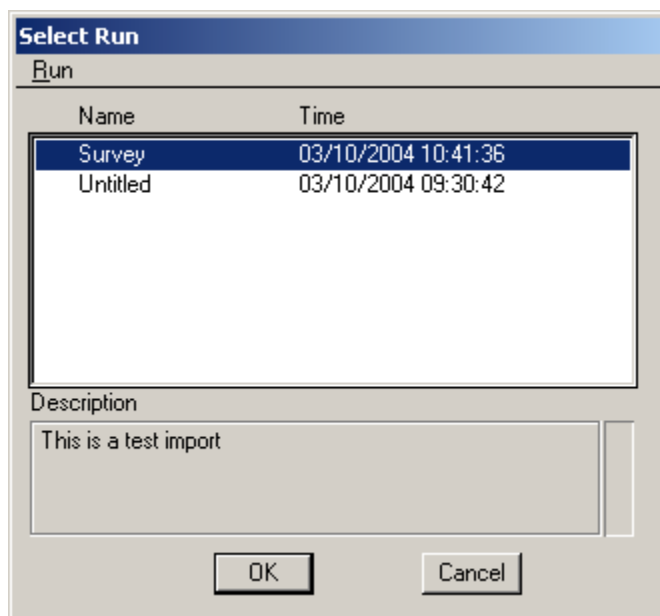 Select Run
Run
Name Time
Survey 03/10/2004 10:41:36
Untitled 03/10/2004 09:30:42
Description
This is a test import
OK Cancel